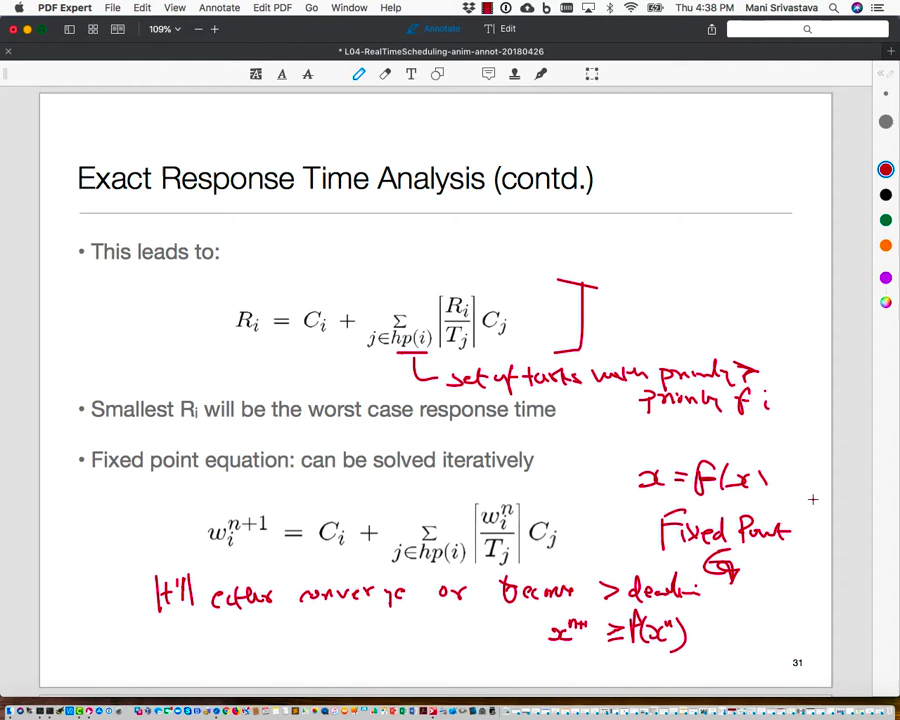 PDF Expert File Edit View Annotate Edit PDF Go Window Help Thu 4:38 PM Mani Srivastava
109% Annotate Edit
* L04-RealTimeScheduling-anim-annot-20180426
Exact Response Time Analysis (contd.)
• This leads to:
R_i = C_i + Σ_{j∈hp(i)} ⌈R_i / T_j⌉ C_j
set of tasks with priority >
priority of i
• Smallest R_i will be the worst case response time
• Fixed point equation: can be solved iteratively
x = f(x)
w_i^{n+1} = C_i + Σ_{j∈hp(i)} ⌈w_i^n / T_j⌉ C_j
Fixed Point
It'll either converge or become > deadline
x^{n+1} ≥ f(x^n)
31